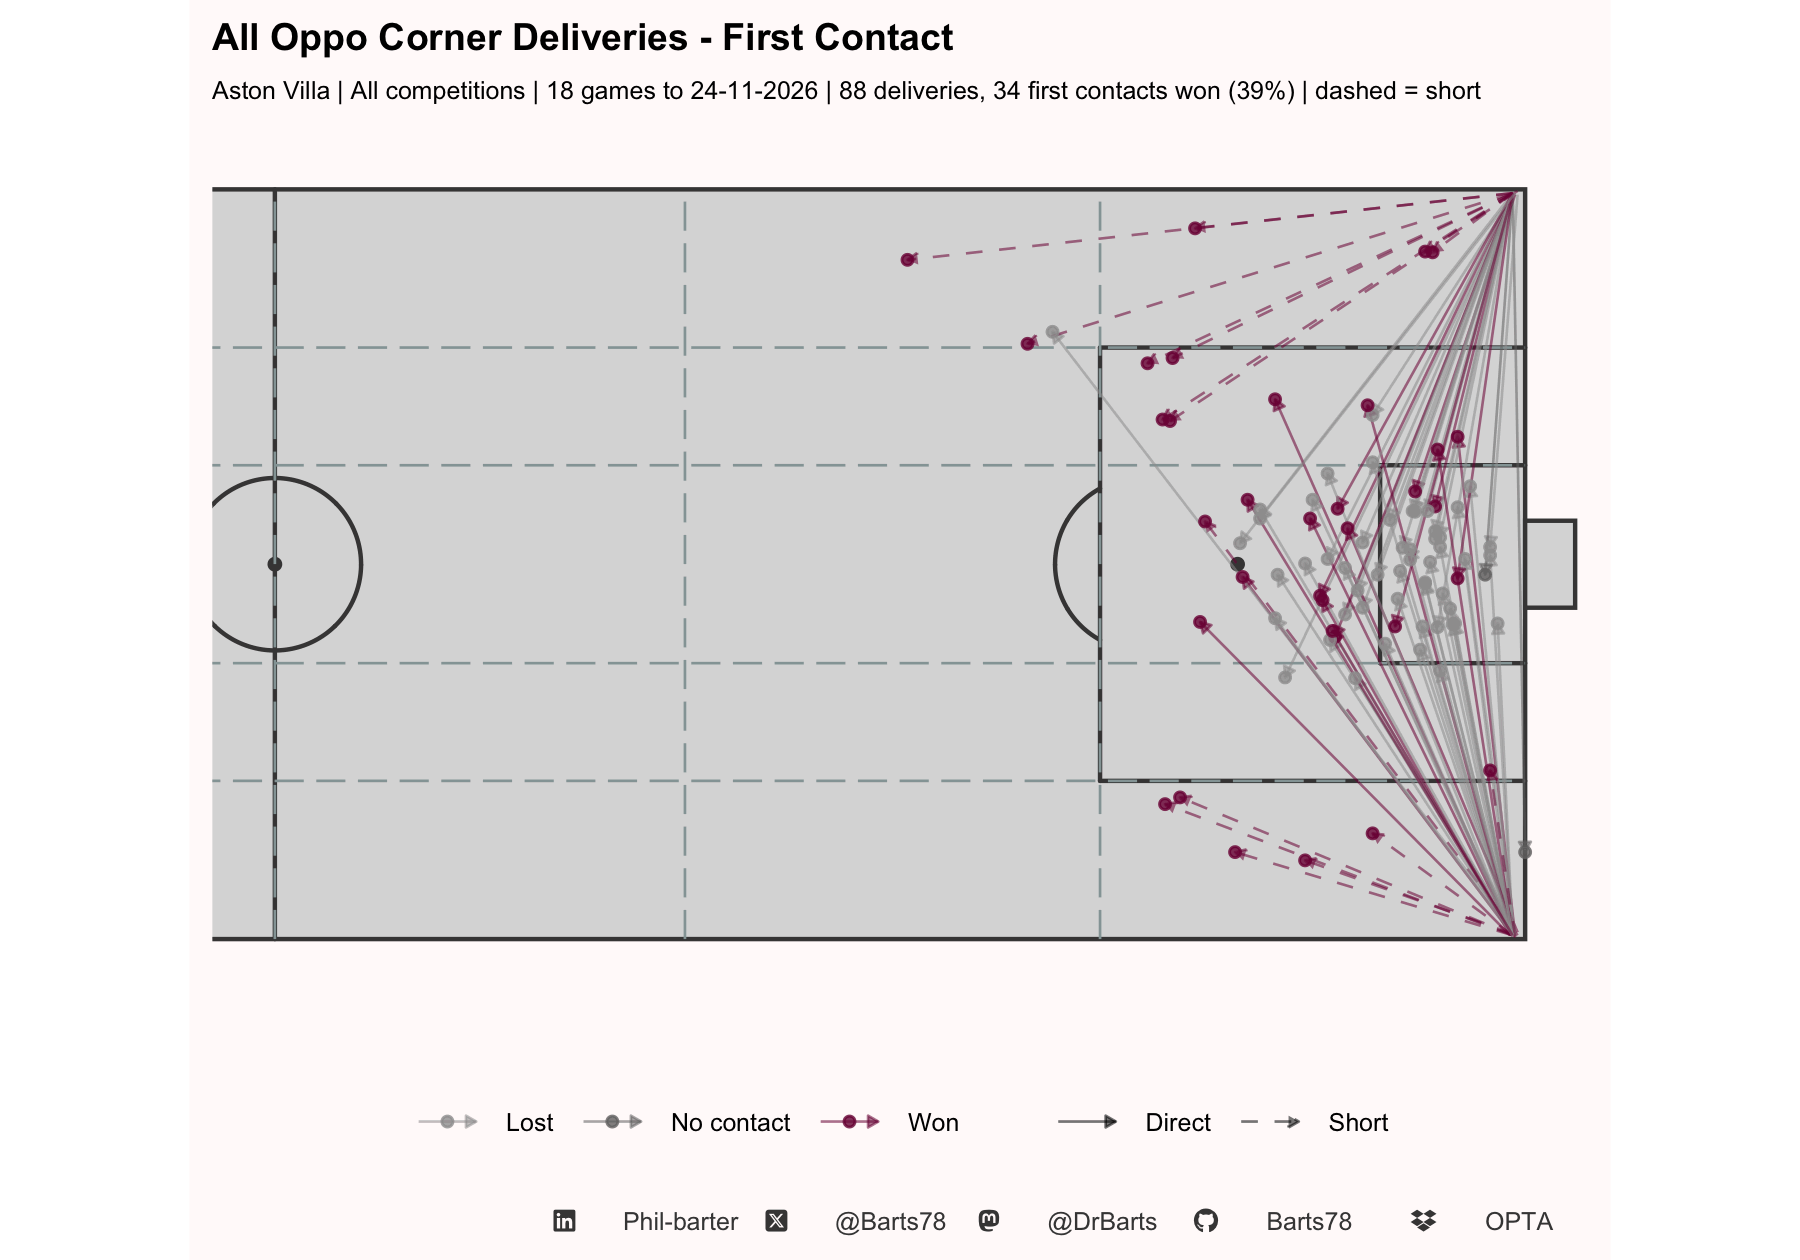 All Oppo Corner Deliveries - First Contact
Aston Villa | All competitions | 18 games to 24-11-2026 | 88 deliveries, 34 first contacts won (39%) | dashed = short
Lost No contact Won Direct Short
Phil-barter @Barts78 @DrBarts Barts78 OPTA